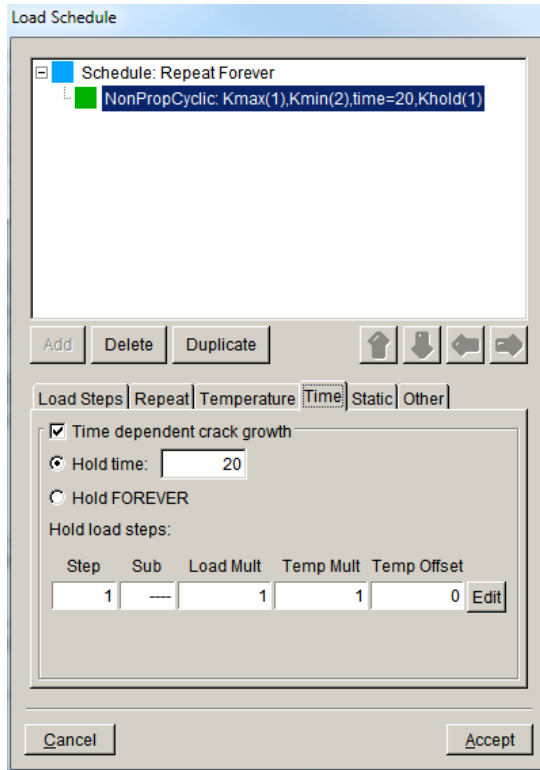 Load Schedule
Schedule: Repeat Forever
NonPropCyclic: Kmax(1),Kmin(2),time=20,Khold(1)
Add Delete Duplicate
Load Steps Repeat Temperature Time Static Other
Time dependent crack growth
Hold time: 20
Hold FOREVER
Hold load steps:
Step Sub Load Mult Temp Mult Temp Offset
1 ---- 1 1 0 Edit
Cancel Accept